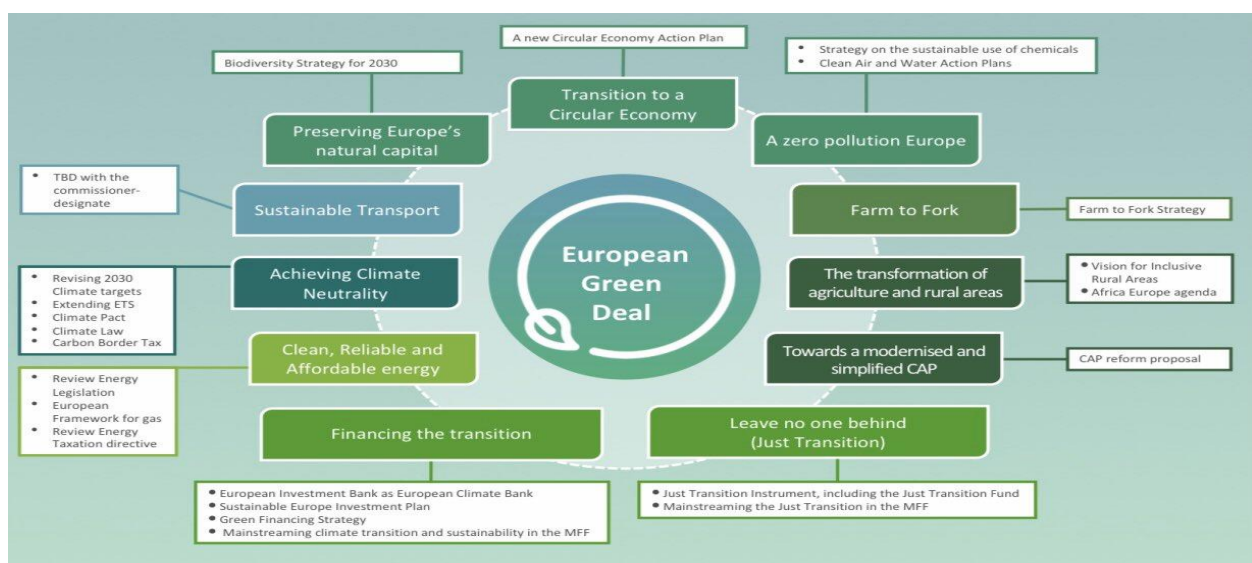 A new Circular Economy Action Plan
• Strategy on the sustainable use of chemicals
• Clean Air and Water Action Plans
Biodiversity Strategy for 2030
Transition to a
Circular Economy
Preserving Europe's
natural capital
A zero pollution Europe
• TBD with the
commissioner-
designate
Sustainable Transport
Farm to Fork
Farm to Fork Strategy
European
Green
Deal
• Revising 2030
Climate targets
• Extending ETS
• Climate Pact
• Climate Law
• Carbon Border Tax
Achieving Climate
Neutrality
The transformation of
agriculture and rural areas
• Vision for Inclusive
Rural Areas
• Africa Europe agenda
• Review Energy
Legislation
• European
Framework for gas
• Review Energy
Taxation directive
Clean, Reliable and
Affordable energy
Towards a modernised and
simplified CAP
CAP reform proposal
Financing the transition
Leave no one behind
(Just Transition)
• European Investment Bank as European Climate Bank
• Sustainable Europe Investment Plan
• Green Financing Strategy
• Mainstreaming climate transition and sustainability in the MFF
• Just Transition Instrument, including the Just Transition Fund
• Mainstreaming the Just Transition in the MFF